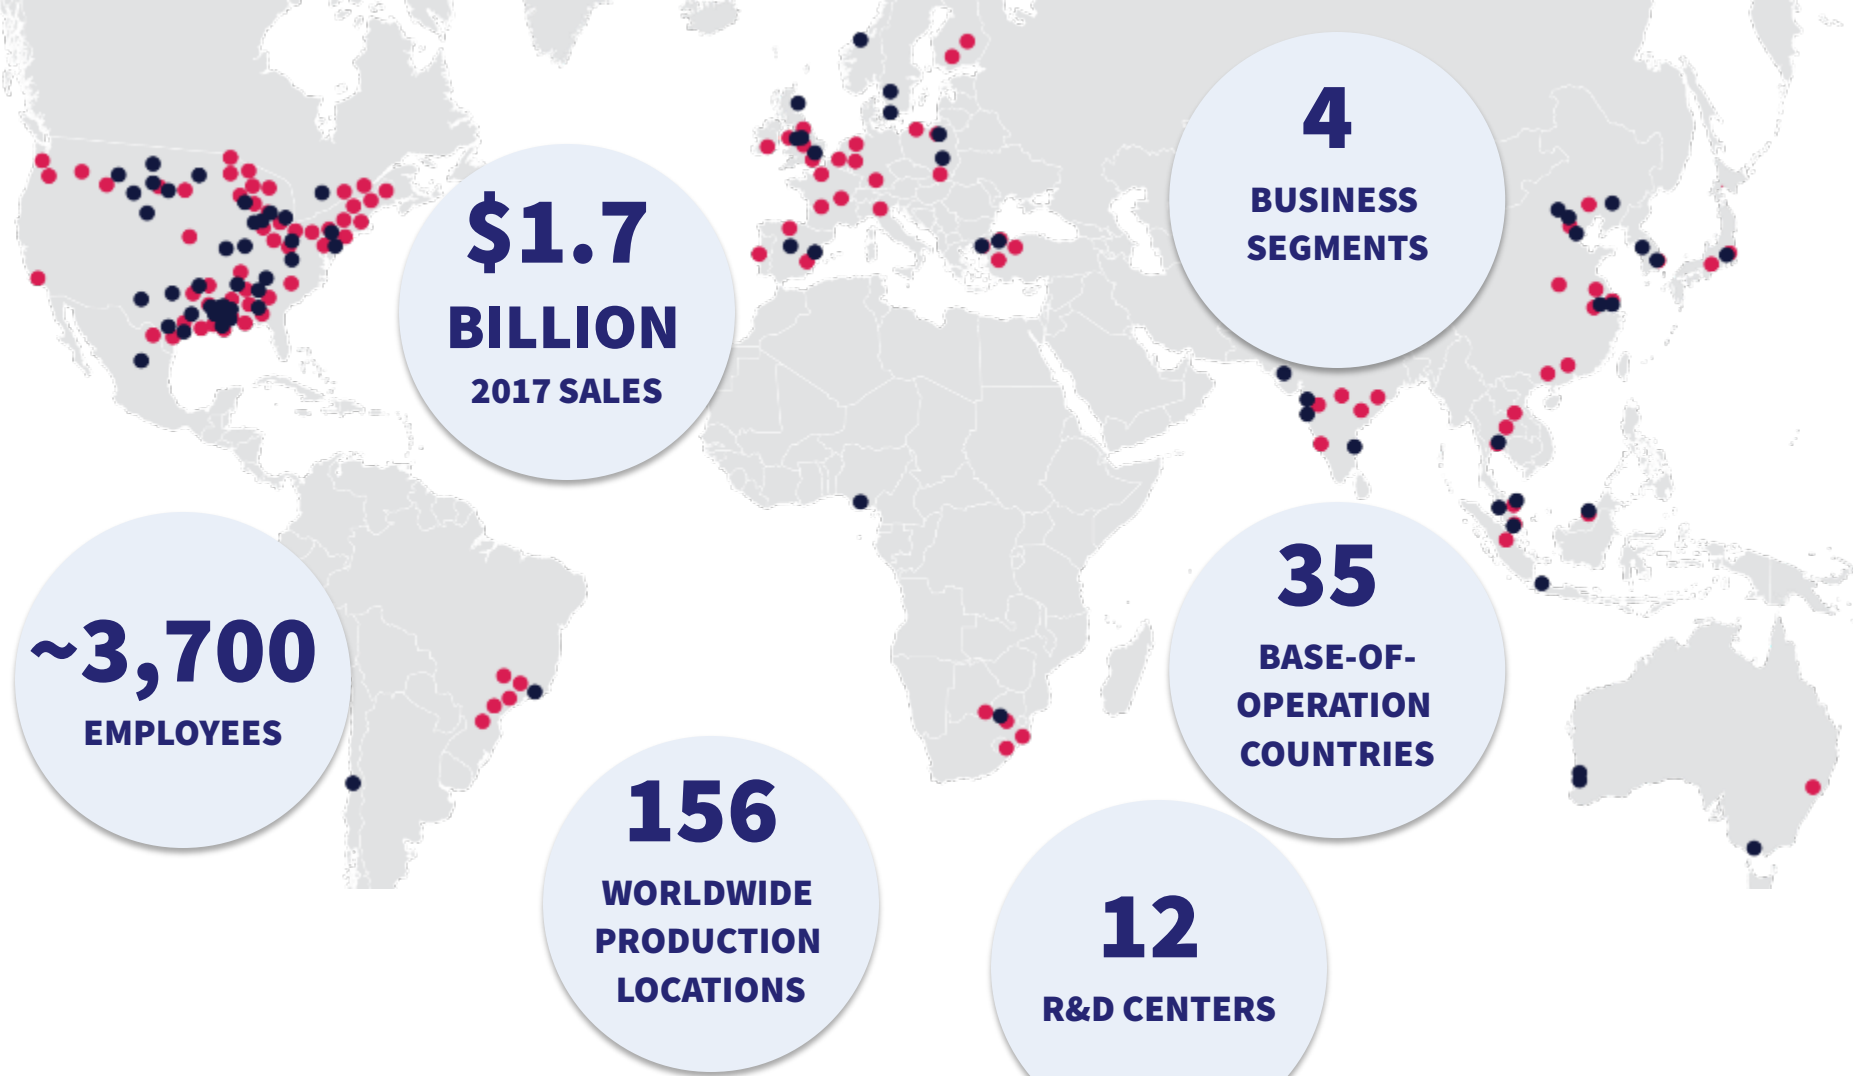 4
BUSINESS
SEGMENTS
$1.7
BILLION
2017 SALES
35
BASE-OF-
OPERATION
COUNTRIES
~3,700
EMPLOYEES
156
WORLDWIDE
PRODUCTION
LOCATIONS
12
R&D CENTERS